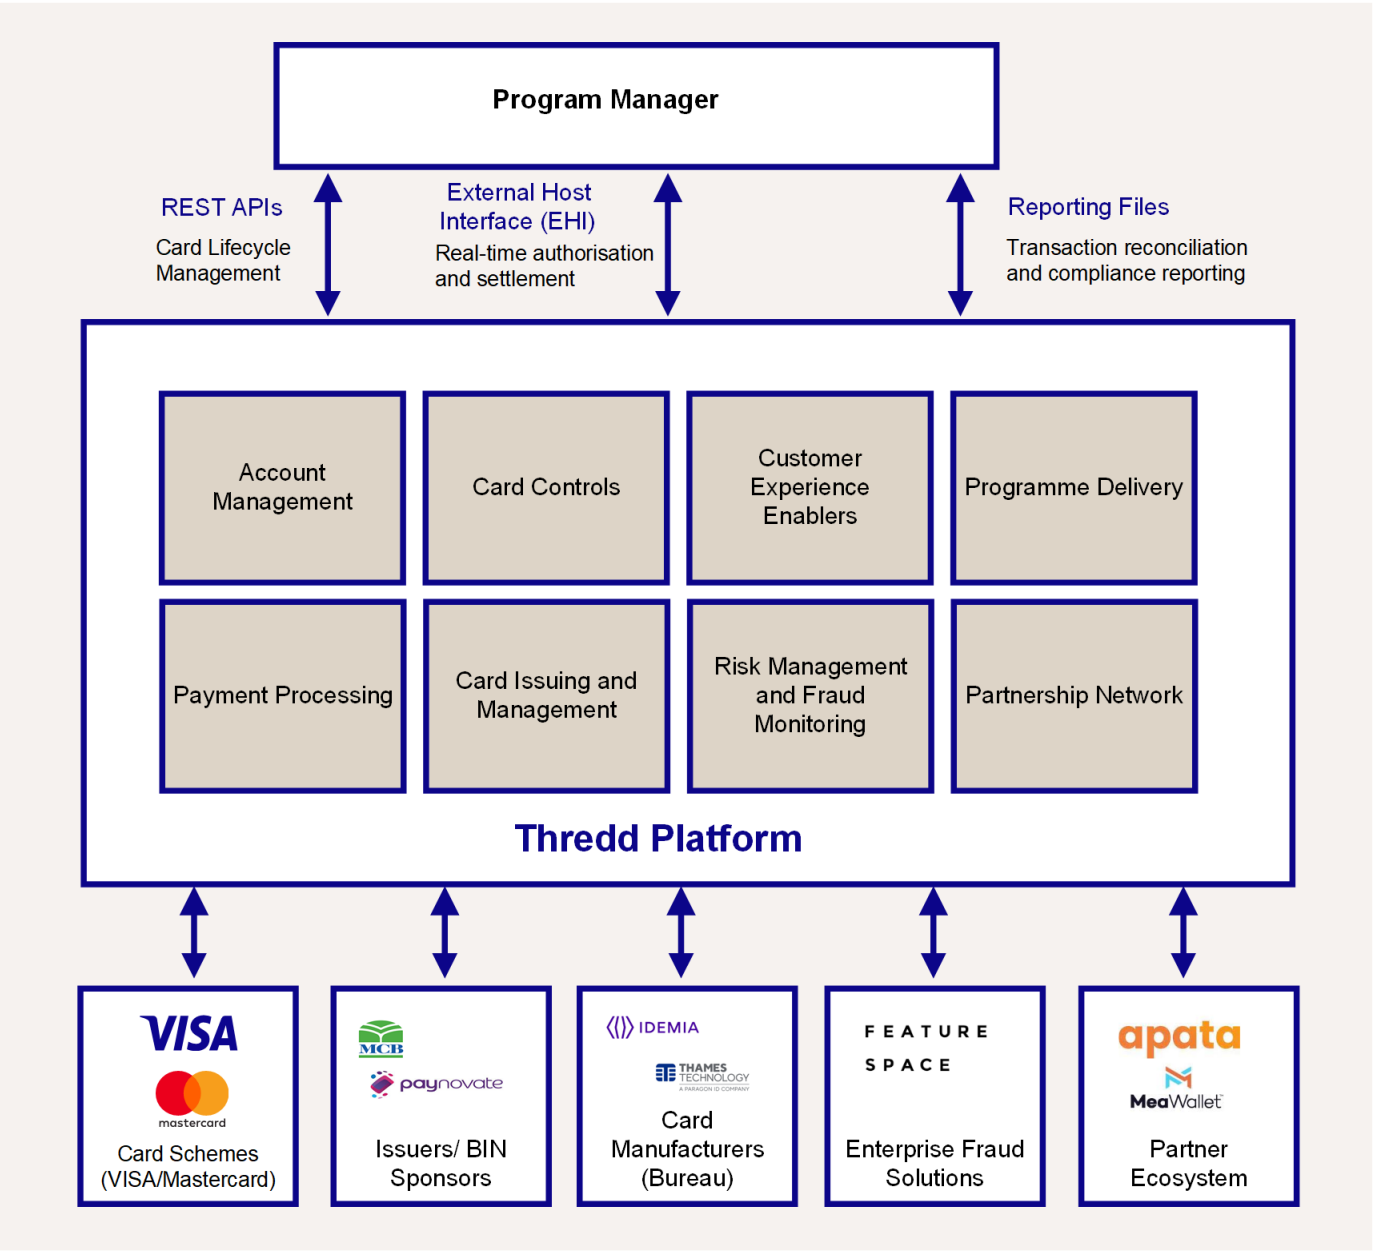 Program Manager
REST APIs
Card Lifecycle
Management
External Host
Interface (EHI)
Real-time authorisation
and settlement
Reporting Files
Transaction reconciliation
and compliance reporting
Account
Management
Card Controls
Customer
Experience
Enablers
Programme Delivery
Payment Processing
Card Issuing and
Management
Risk Management
and Fraud
Monitoring
Partnership Network
Thredd Platform
VISA
mastercard
Card Schemes
(VISA/Mastercard)
MCB
paynovate
Issuers/ BIN
Sponsors
IDEMIA
THAMES
TECHNOLOGY
A PARAGON ID COMPANY
Card
Manufacturers
(Bureau)
FEATURE
SPACE
Enterprise Fraud
Solutions
apata
MeaWallet
Partner
Ecosystem